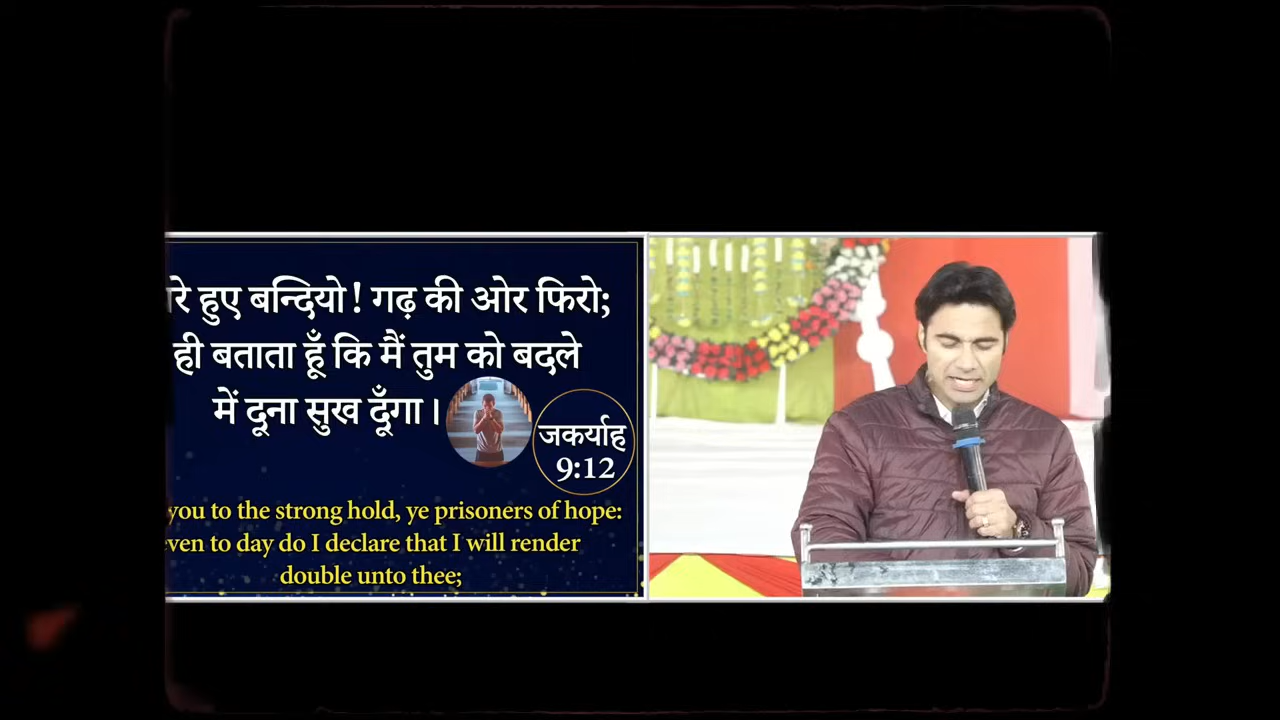 रे हुए बन्दियो! गढ़ की ओर फिरो;
ही बताता हूँ कि मैं तुम को बदले
में दूना सुख दूँगा।
जकर्याह
9:12
you to the strong hold, ye prisoners of hope:
ven to day do I declare that I will render
double unto thee;